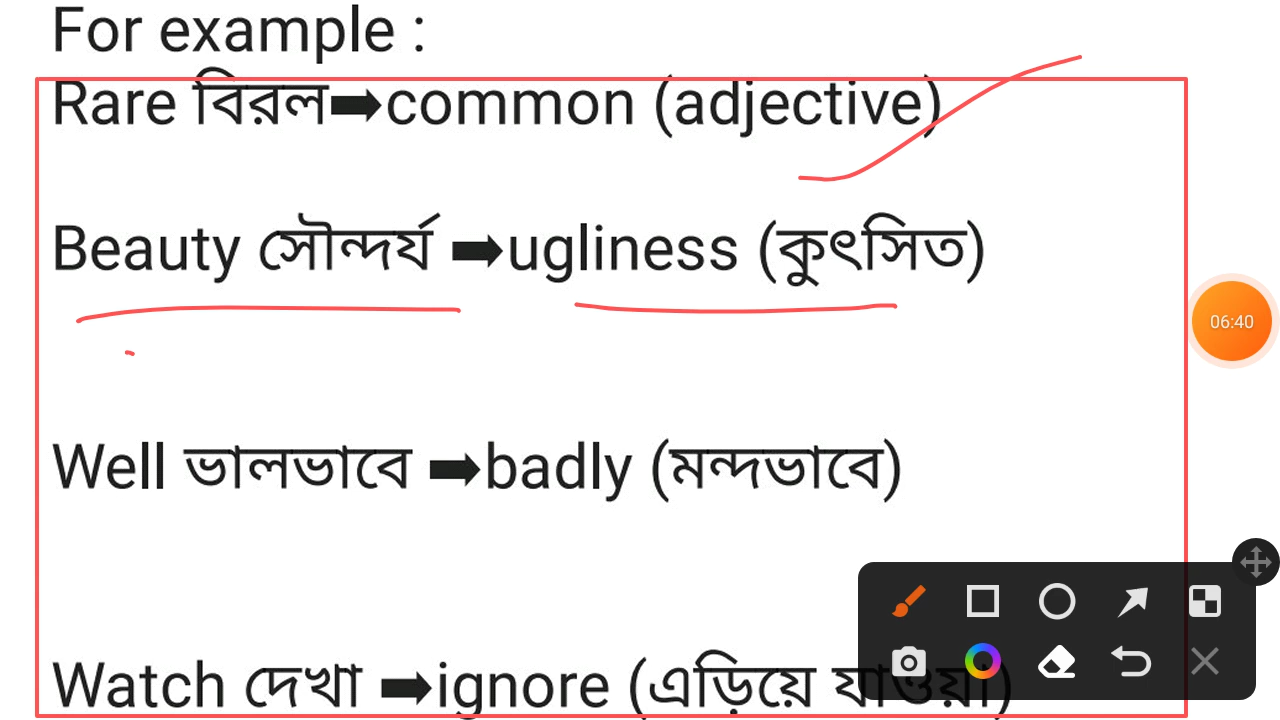 For example :
Rare বিরল➡common (adjective)
Beauty সৌন্দর্য ➡ugliness (কুৎসিত)
06:40
Well ভালভাবে ➡badly (মন্দভাবে)
Watch দেখা ➡ignore (এড়িয়ে যাওয়া)